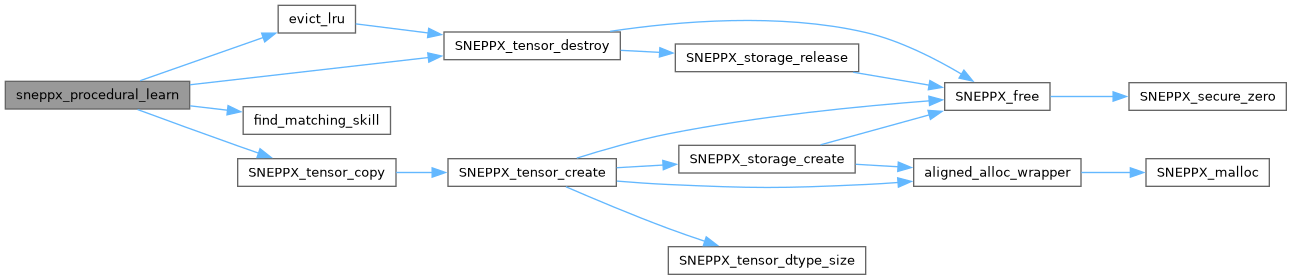 evict_lru
SNEPPX_tensor_destroy
SNEPPX_storage_release
sneppx_procedural_learn
SNEPPX_free
SNEPPX_secure_zero
find_matching_skill
SNEPPX_storage_create
SNEPPX_tensor_copy
SNEPPX_tensor_create
aligned_alloc_wrapper
SNEPPX_malloc
SNEPPX_tensor_dtype_size